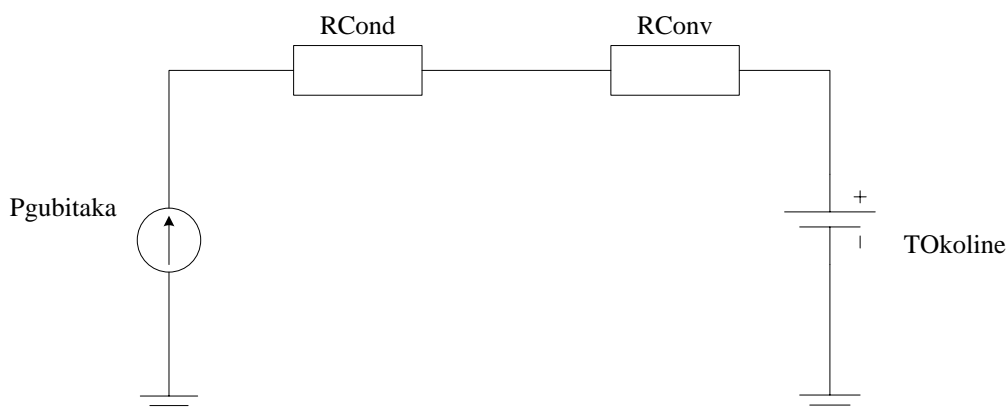 RCond
RConv
Pgubitaka
+
-
TOkoline